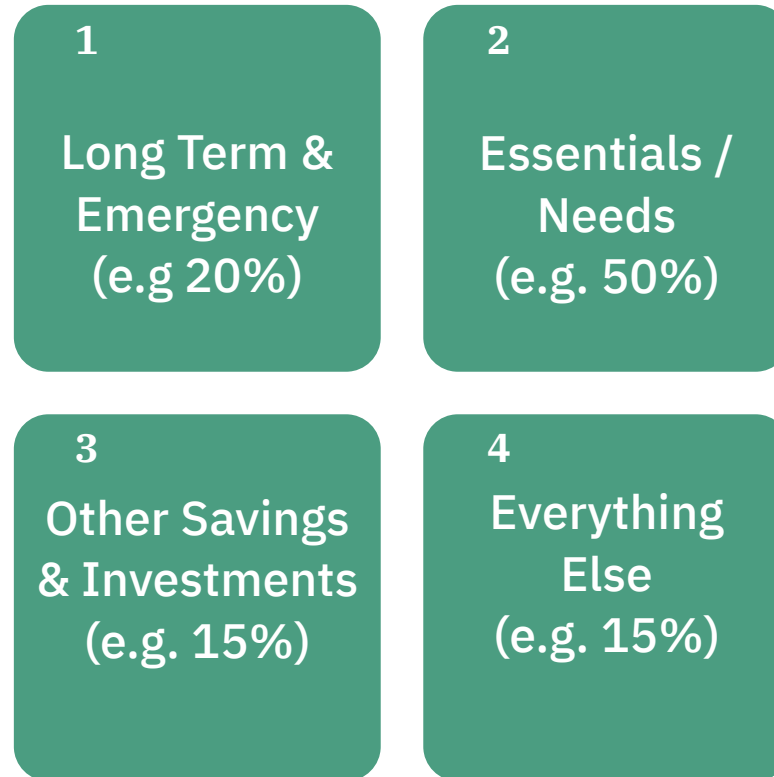 1
Long Term &
Emergency
(e.g 20%)
2
Essentials /
Needs
(e.g. 50%)
3
Other Savings
& Investments
(e.g. 15%)
4
Everything
Else
(e.g. 15%)